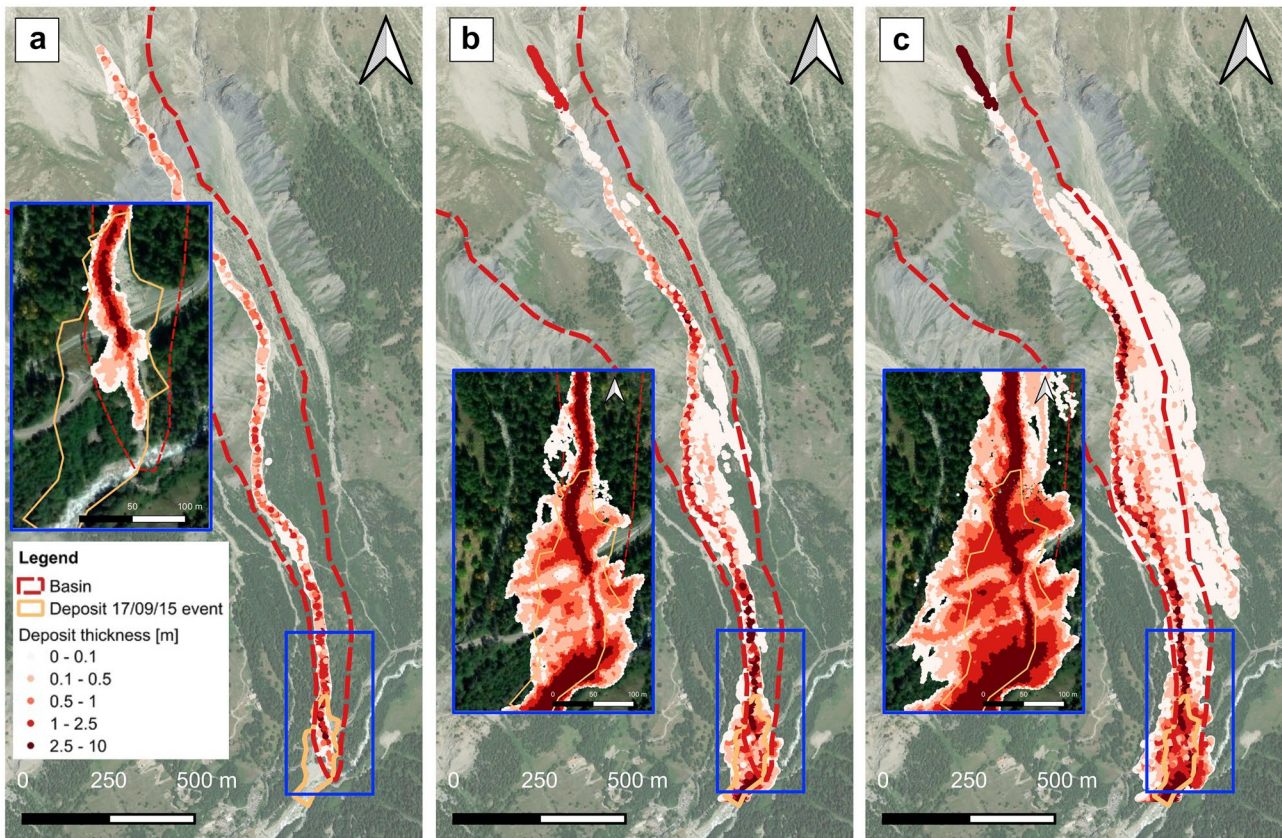 a
b
c
50
100 m
Legend
Basin
Deposit 17/09/15 event
Deposit thickness [m]
0 - 0.1
0.1 - 0.5
0.5 - 1
1 - 2.5
2.5 - 10
0
250
500 m
0
50
100 m
0
250
500 m
0
50
100 m
0
250
500 m